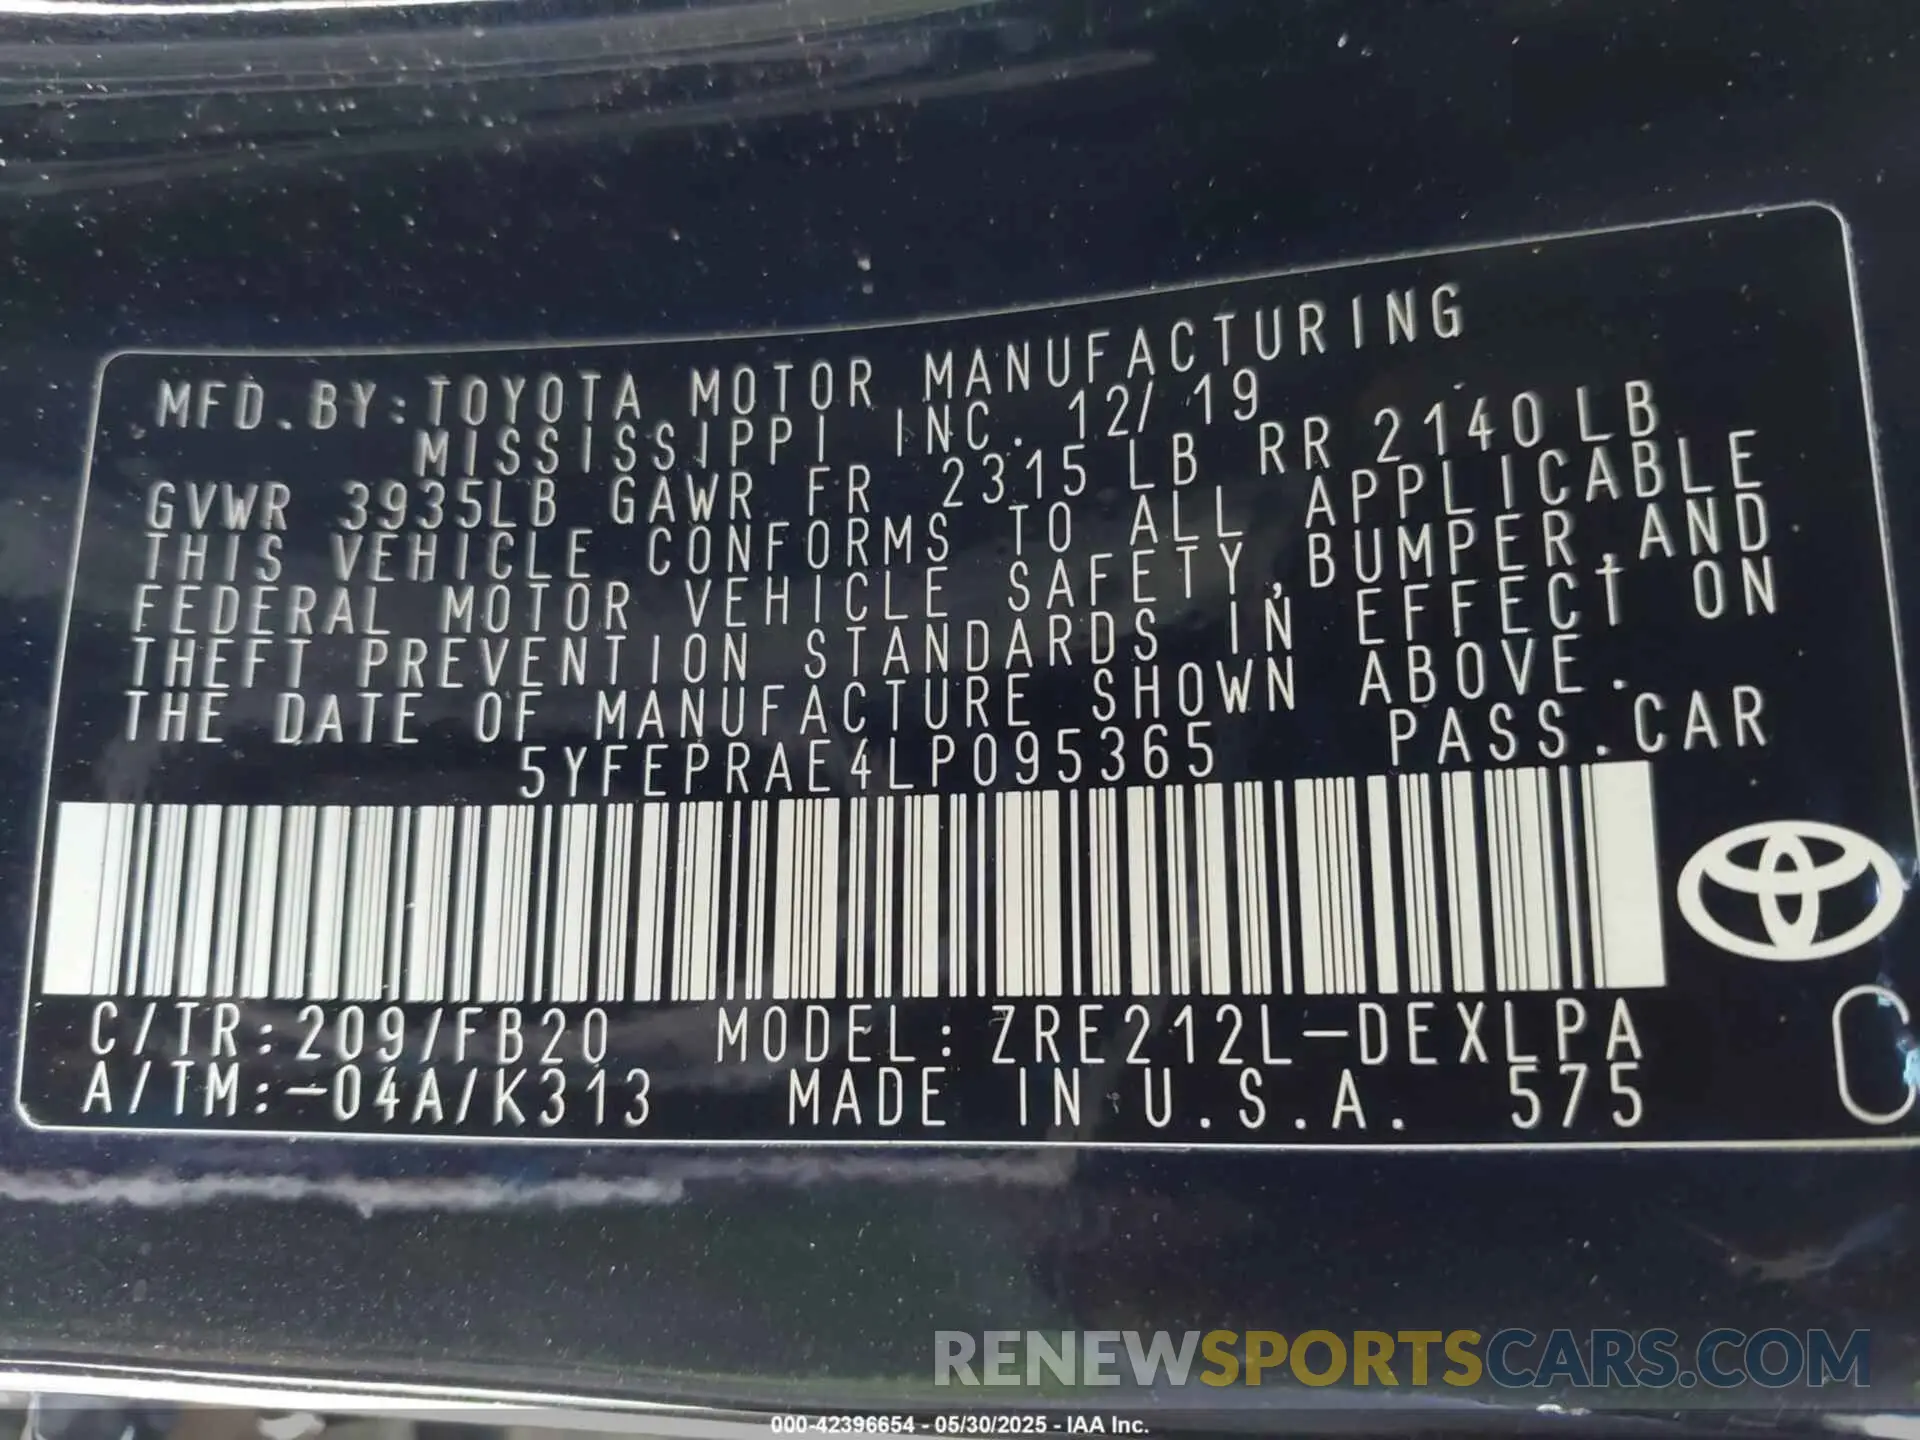 MFD.BY:TOYOTA MOTOR MANUFACTURING
MISSISSIPPI INC. 12/19
GVWR 3935LB GAWR FR 2315LB RR 2140LB
THIS VEHICLE CONFORMS TO ALL APPLICABLE
FEDERAL MOTOR VEHICLE SAFETY,BUMPER,AND
THEFT PREVENTION STANDARDS IN EFFECT ON
THE DATE OF MANUFACTURE SHOWN ABOVE.
5YFEPRAE4LP095365 PASS.CAR
C/TR:209/FB20 MODEL:ZRE212L-DEXLPA
A/TM:-04A/K313 MADE IN U.S.A. 575
C
RENEWSPORTSCARS.COM
000-42396654 - 05/30/2025 - IAA Inc.